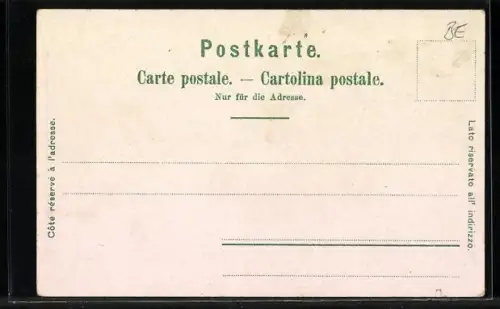 BE
Postkarte.
Carte postale. — Cartolina postale.
Nur für die Adresse.
Côté réservé à l'adresse.
Lato riservato all' indirizzo.